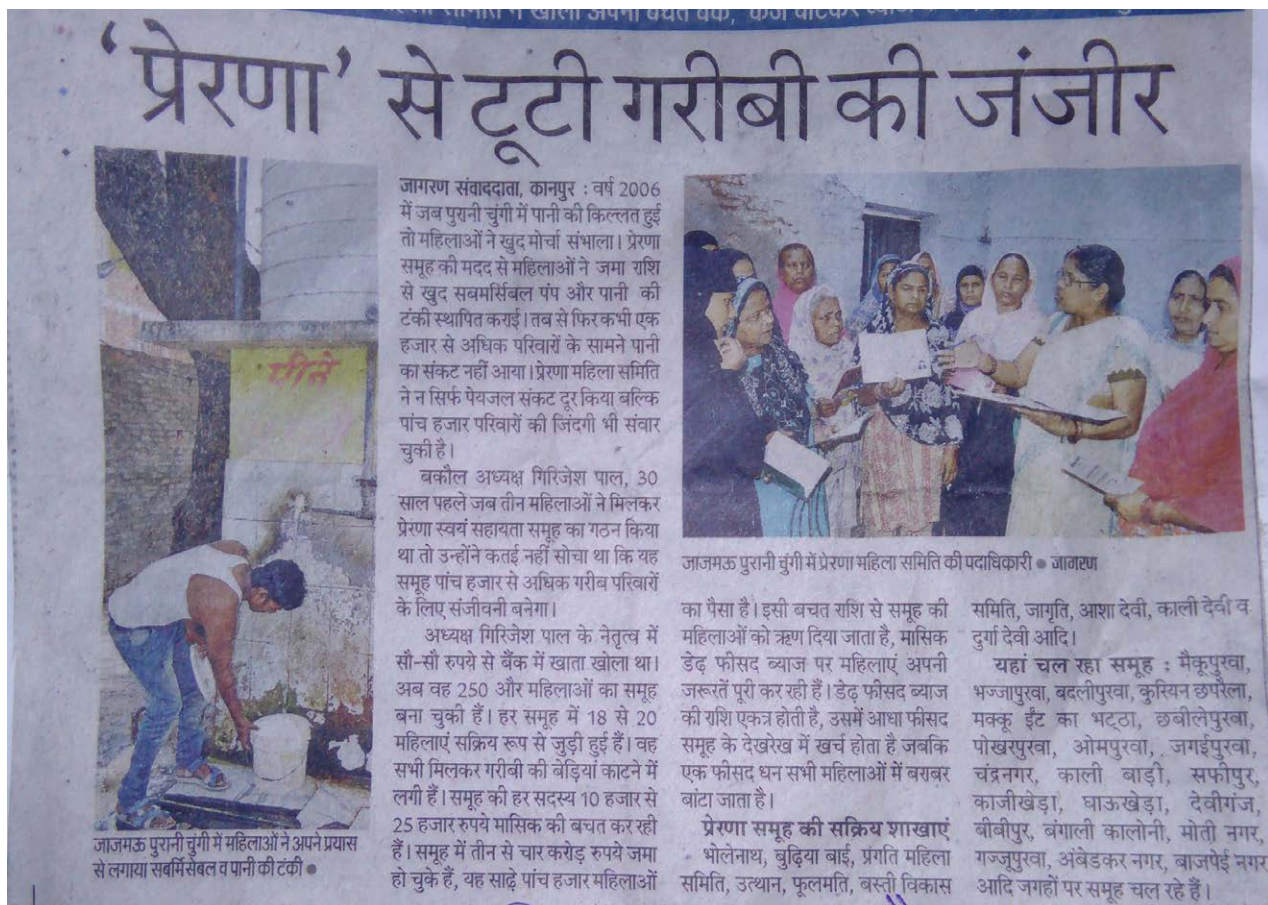 ‘प्रेरणा’ से टूटी गरीबी की जंजीर
पीने
जाजमऊ पुरानी चुंगी में महिलाओं ने अपने प्रयास
से लगाया सबर्मिसेबल व पानी की टंकी ●
जागरण संवाददाता, कानपुर : वर्ष 2006
में जब पुरानी चुंगी में पानी की किल्लत हुई
तो महिलाओं ने खुद मोर्चा संभाला। प्रेरणा
समूह की मदद से महिलाओं ने जमा राशि
से खुद सबमर्सिबल पंप और पानी की
टंकी स्थापित कराई। तब से फिर कभी एक
हजार से अधिक परिवारों के सामने पानी
का संकट नहीं आया। प्रेरणा महिला समिति
ने न सिर्फ पेयजल संकट दूर किया बल्कि
पांच हजार परिवारों की जिंदगी भी संवार
चुकी है।
बकौल अध्यक्ष गिरिजेश पाल, 30
साल पहले जब तीन महिलाओं ने मिलकर
प्रेरणा स्वयं सहायता समूह का गठन किया
था तो उन्होंने कतई नहीं सोचा था कि यह
समूह पांच हजार से अधिक गरीब परिवारों
के लिए संजीवनी बनेगा।
अध्यक्ष गिरिजेश पाल के नेतृत्व में
सौ-सौ रुपये से बैंक में खाता खोला था।
अब वह 250 और महिलाओं का समूह
बना चुकी हैं। हर समूह में 18 से 20
महिलाएं सक्रिय रूप से जुड़ी हुई हैं। वह
सभी मिलकर गरीबी की बेड़ियां काटने में
लगी हैं। समूह की हर सदस्य 10 हजार से
25 हजार रुपये मासिक की बचत कर रही
हैं। समूह में तीन से चार करोड़ रुपये जमा
हो चुके हैं, यह साढ़े पांच हजार महिलाओं
जाजमऊ पुरानी चुंगी में प्रेरणा महिला समिति की पदाधिकारी ● जागरण
का पैसा है। इसी बचत राशि से समूह की
महिलाओं को ऋण दिया जाता है, मासिक
डेढ़ फीसद ब्याज पर महिलाएं अपनी
जरूरतें पूरी कर रही हैं। डेढ़ फीसद ब्याज
की राशि एकत्र होती है, उसमें आधा फीसद
समूह के देखरेख में खर्च होता है जबकि
एक फीसद धन सभी महिलाओं में बराबर
बांटा जाता है।
प्रेरणा समूह की सक्रिय शाखाएं
भोलेनाथ, बुढ़िया बाई, प्रगति महिला
समिति, उत्थान, फूलमति, बस्ती विकास
समिति, जागृति, आशा देवी, काली देवी व
दुर्गा देवी आदि।
यहां चल रहा समूह : मैकूपुरवा,
भज्जापुरवा, बदलीपुरवा, कुरियन छपरैला,
मक्कू ईंट का भट्ठा, छबीलेपुरवा,
पोखरपुरवा, ओमपुरवा, जगईपुरवा,
चंद्रनगर, काली बाड़ी, सफीपुर,
काजीखेड़ा, घाऊखेड़ा, देवीगंज,
बीबीपुर, बंगाली कालोनी, मोती नगर,
गज्जूपुरवा, अंबेडकर नगर, बाजपेई नगर
आदि जगहों पर समूह चल रहे हैं।